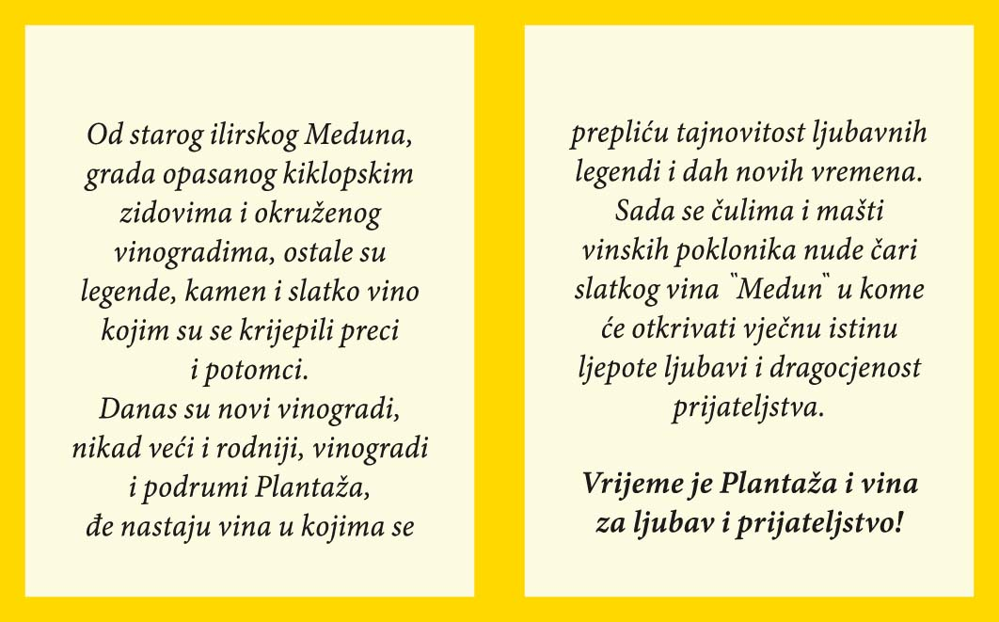 Od starog ilirskog Meduna,
grada opasanog kiklopskim
zidovima i okruženog
vinogradima, ostale su
legende, kamen i slatko vino
kojim su se krijepili preci
i potomci.
Danas su novi vinogradi,
nikad veći i rodniji, vinogradi
i podrumi Plantaža,
đe nastaju vina u kojima se
prepliću tajnovitost ljubavnih
legendi i dah novih vremena.
Sada se čulima i mašti
vinskih poklonika nude čari
slatkog vina "Medun" u kome
će otkrivati vječnu istinu
ljepote ljubavi i dragocjenost
prijateljstva.
Vrijeme je Plantaža i vina
za ljubav i prijateljstvo!